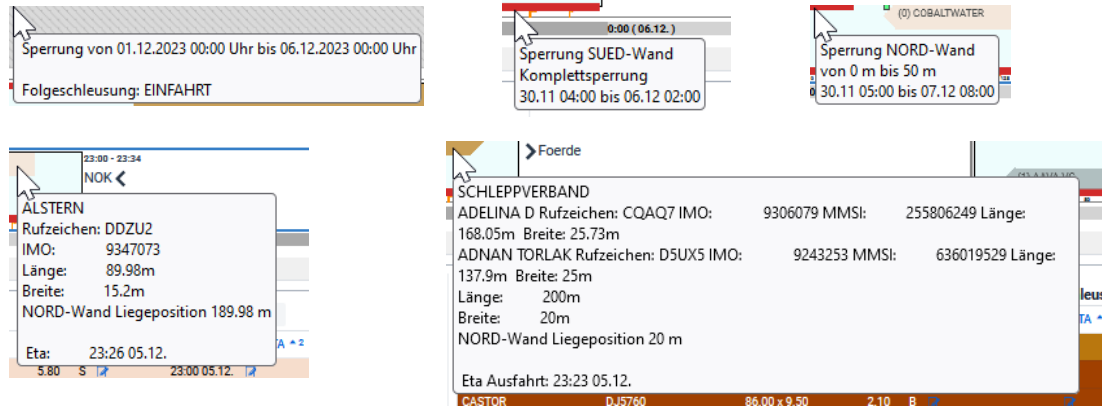 Sperrung von 01.12.2023 00:00 Uhr bis 06.12.2023 00:00 Uhr
Folgeschleusung: EINFAHRT
0:00 ( 06.12. )
Sperrung SUED-Wand
Komplettsperrung
30.11 04:00 bis 06.12 02:00
(0) COBALTWATER
Sperrung NORD-Wand
von 0 m bis 50 m
30.11 05:00 bis 07.12 08:00
23:00 - 23:34
NOK
ALSTERN
Rufzeichen: DDZU2
IMO: 9347073
Länge: 89.98m
Breite: 15.2m
NORD-Wand Liegeposition 189.98 m
Eta: 23:26 05.12.
TA 2
5.80 S 23:00 05.12.
Foerde
SCHLEPPVERBAND
ADELINA D Rufzeichen: CQAQ7 IMO: 9306079 MMSI: 255806249 Länge:
168.05m Breite: 25.73m
ADNAN TORLAK Rufzeichen: D5UX5 IMO: 9243253 MMSI: 636019529 Länge:
137.9m Breite: 25m
Länge: 200m
Breite: 20m
NORD-Wand Liegeposition 20 m
Eta Ausfahrt: 23:23 05.12.
leus
TA
CASTOR DJ5760 86.00 x 9.50 2.10 B